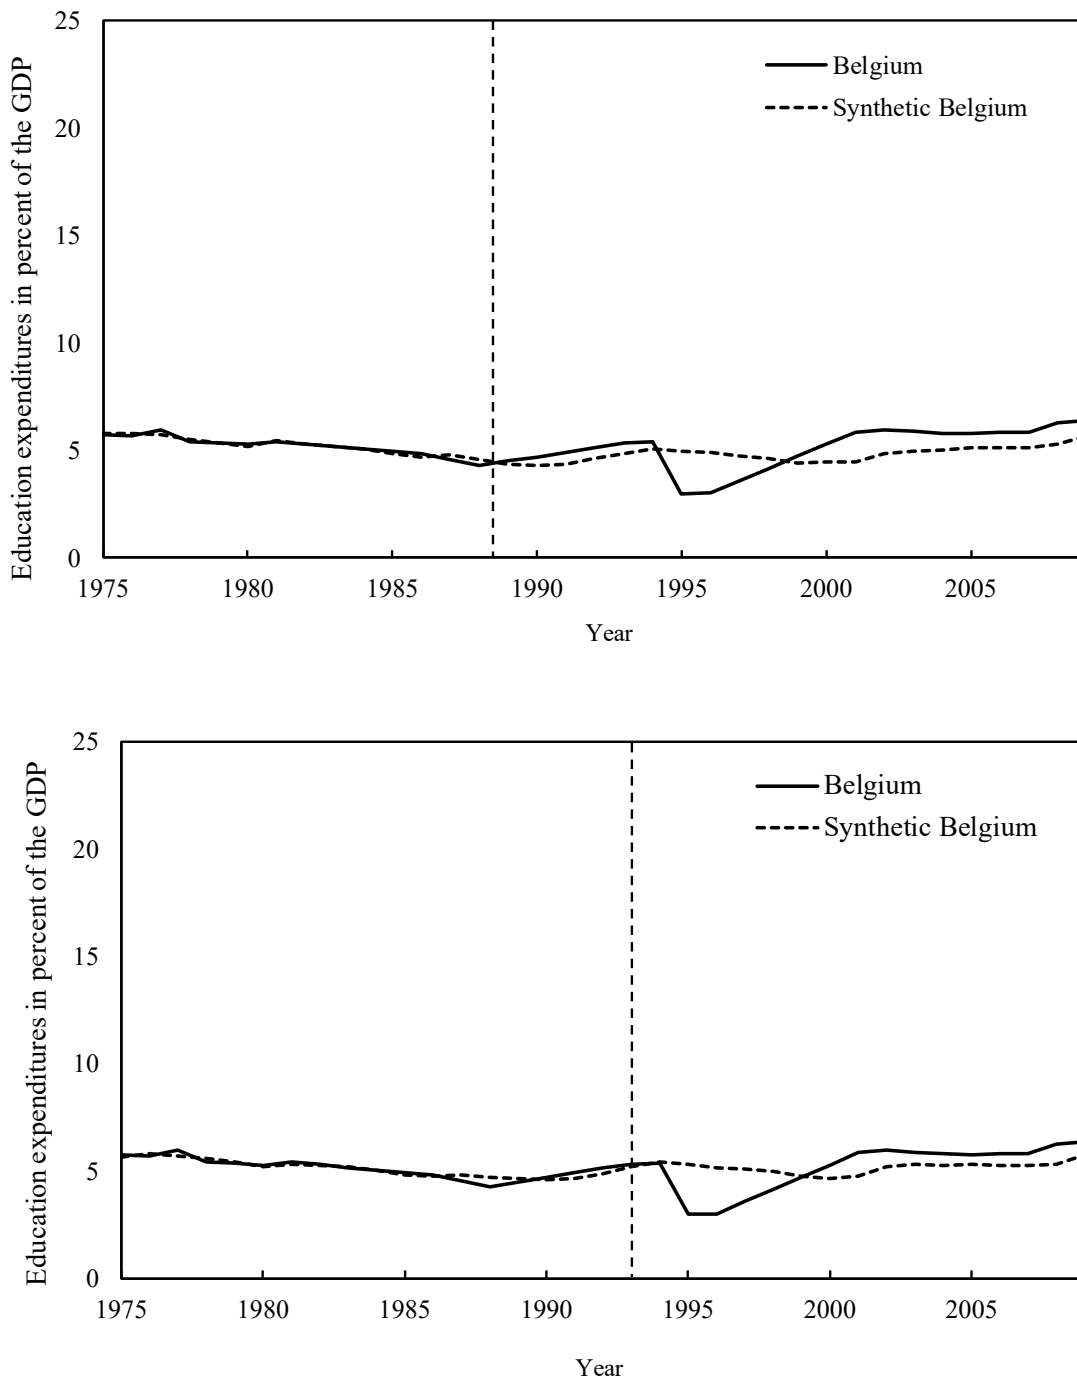 Education expenditures in percent of the GDP
25
20
15
10
5
0
Belgium
Synthetic Belgium
1975 1980 1985 1990 1995 2000 2005
Year
Education expenditures in percent of the GDP
25
20
15
10
5
0
Belgium
Synthetic Belgium
1975 1980 1985 1990 1995 2000 2005
Year